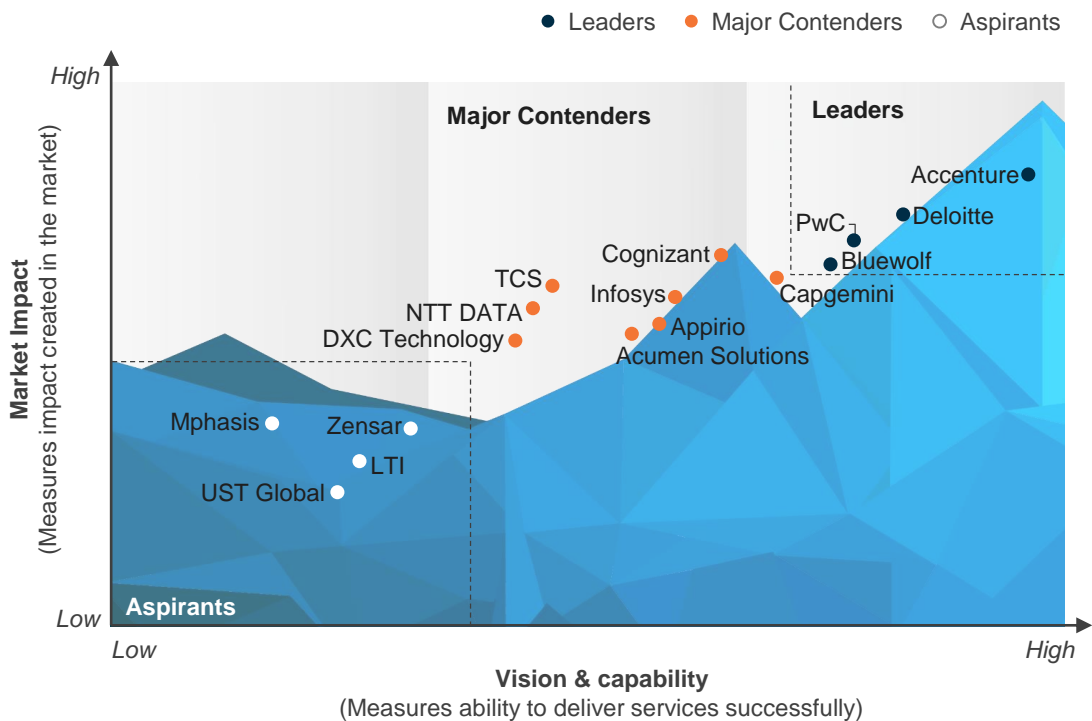 Leaders
Major Contenders
Aspirants
High
Major Contenders
Leaders
Accenture
PwC
Deloitte
Cognizant
Bluewolf
TCS
Infosys
Capgemini
NTT DATA
Appirio
DXC Technology
Acumen Solutions
Mphasis
Zensar
LTI
UST Global
Aspirants
Low
Low
High
Market Impact
(Measures impact created in the market)
Vision & capability
(Measures ability to deliver services successfully)